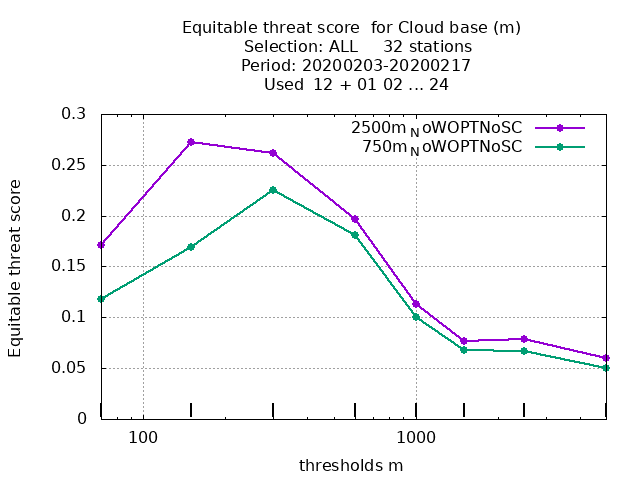 Equitable threat score  for Cloud base (m)
Selection: ALL     32 stations
Period: 20200203-20200217
Used  12 + 01 02 ... 24
2500m_NoWOPTNoSC
750m_NoWOPTNoSC
0.3
0.25
0.2
0.15
0.1
0.05
0
Equitable threat score
100
1000
thresholds m